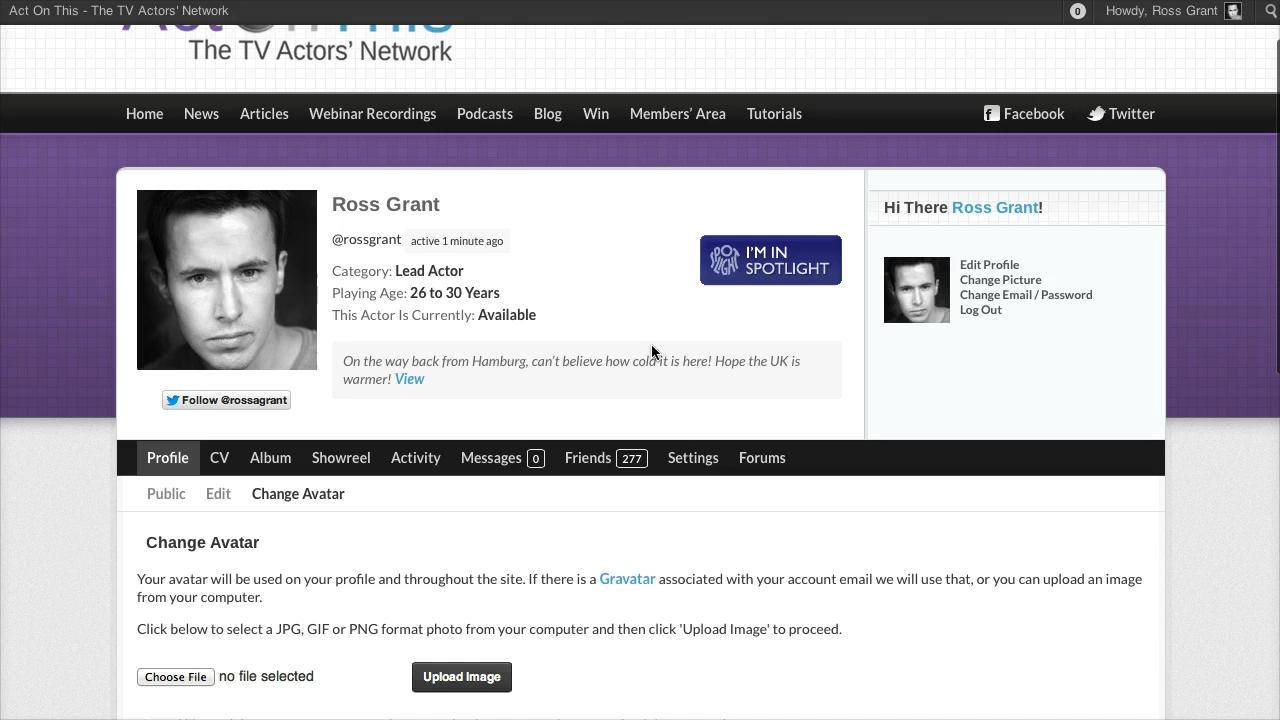 Act On This - The TV Actors' Network
0
Howdy, Ross Grant
Act On This
The TV Actors’ Network
Home News Articles Webinar Recordings Podcasts Blog Win Members’ Area Tutorials Facebook Twitter
Ross Grant
@rossgrant active 1 minute ago
Category: Lead Actor
Playing Age: 26 to 30 Years
This Actor Is Currently: Available
I'M IN
SPOTLIGHT
On the way back from Hamburg, can’t believe how cold it is here! Hope the UK is
warmer! View
Follow @rossagrant
Hi There Ross Grant!
Edit Profile
Change Picture
Change Email / Password
Log Out
Profile CV Album Showreel Activity Messages 0 Friends 277 Settings Forums
Public Edit Change Avatar
Change Avatar
Your avatar will be used on your profile and throughout the site. If there is a Gravatar associated with your account email we will use that, or you can upload an image
from your computer.
Click below to select a JPG, GIF or PNG format photo from your computer and then click 'Upload Image' to proceed.
Choose File no file selected
Upload Image